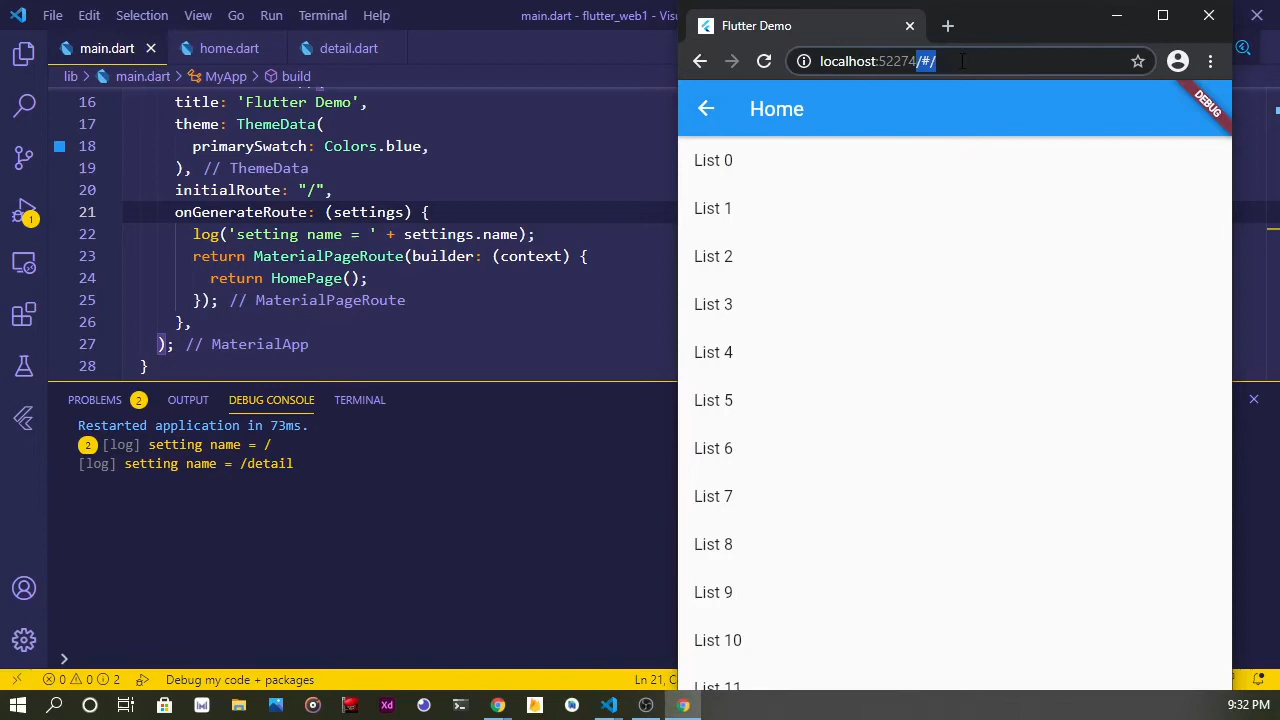 File Edit Selection View Go Run Terminal Help
main.dart - flutter_web1 - Visua
main.dart
home.dart
detail.dart
lib > main.dart > MyApp > build
16 title: 'Flutter Demo',
17 theme: ThemeData(
18 primarySwatch: Colors.blue,
19 ), // ThemeData
20 initialRoute: "/",
21 onGenerateRoute: (settings) {
22 log('setting name = ' + settings.name);
23 return MaterialPageRoute(builder: (context) {
24 return HomePage();
25 }); // MaterialPageRoute
26 },
27 ); // MaterialApp
28 }
PROBLEMS 2 OUTPUT DEBUG CONSOLE TERMINAL
Restarted application in 73ms.
2 [log] setting name = /
[log] setting name = /detail
1
>
0 0 2 Debug my code + packages
Ln 21, C
Flutter Demo
localhost:52274/#/
Home
DEBUG
List 0
List 1
List 2
List 3
List 4
List 5
List 6
List 7
List 8
List 9
List 10
List 11
Xd
9:32 PM